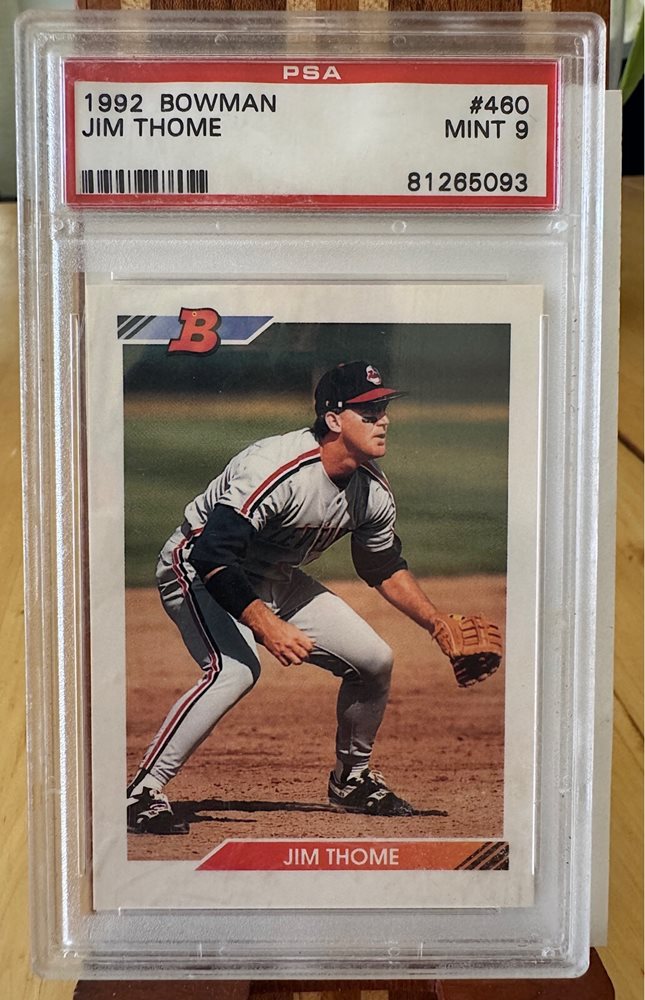 PSA
1992 BOWMAN #460
JIM THOME MINT 9
81265093
B
JIM THOME